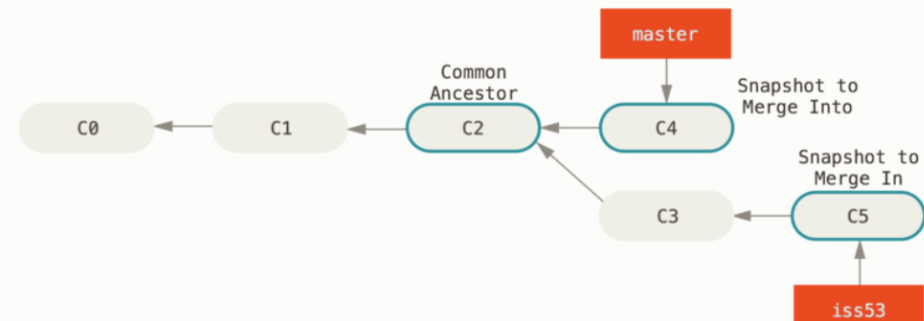 master
Common
Ancestor
Snapshot to
Merge Into
C0
C1
C2
C4
Snapshot to
Merge In
C3
C5
iss53